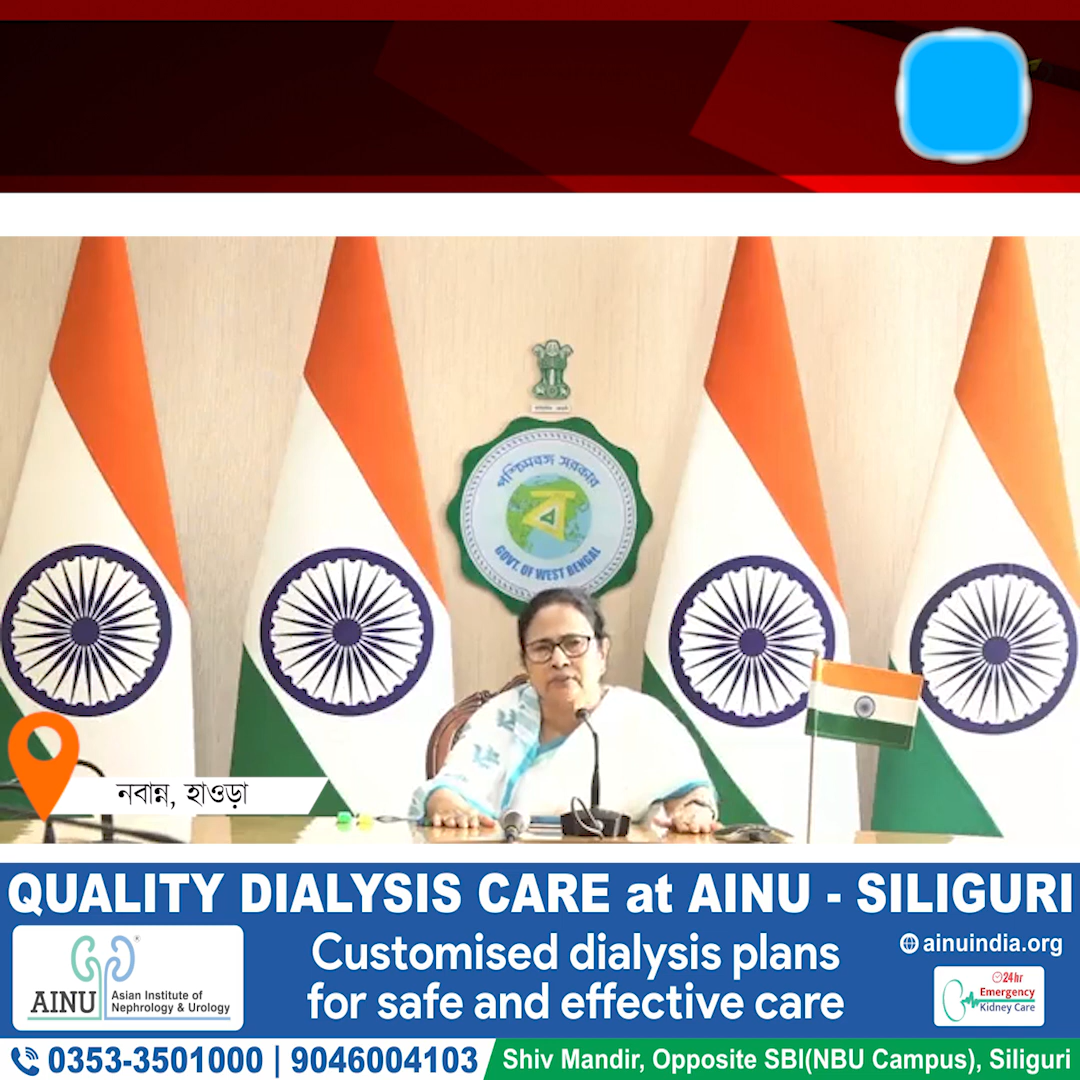 পশ্চিমবঙ্গ সরকার
ব
GOVT. OF WEST BENGAL
নবান্ন, হাওড়া
QUALITY DIALYSIS CARE at AINU - SILIGURI
AINU
Asian Institute of
Nephrology & Urology
Customised dialysis plans
for safe and effective care
ainuindia.org
24hr
Emergency
Kidney Care
0353-3501000 | 9046004103
Shiv Mandir, Opposite SBI(NBU Campus), Siliguri